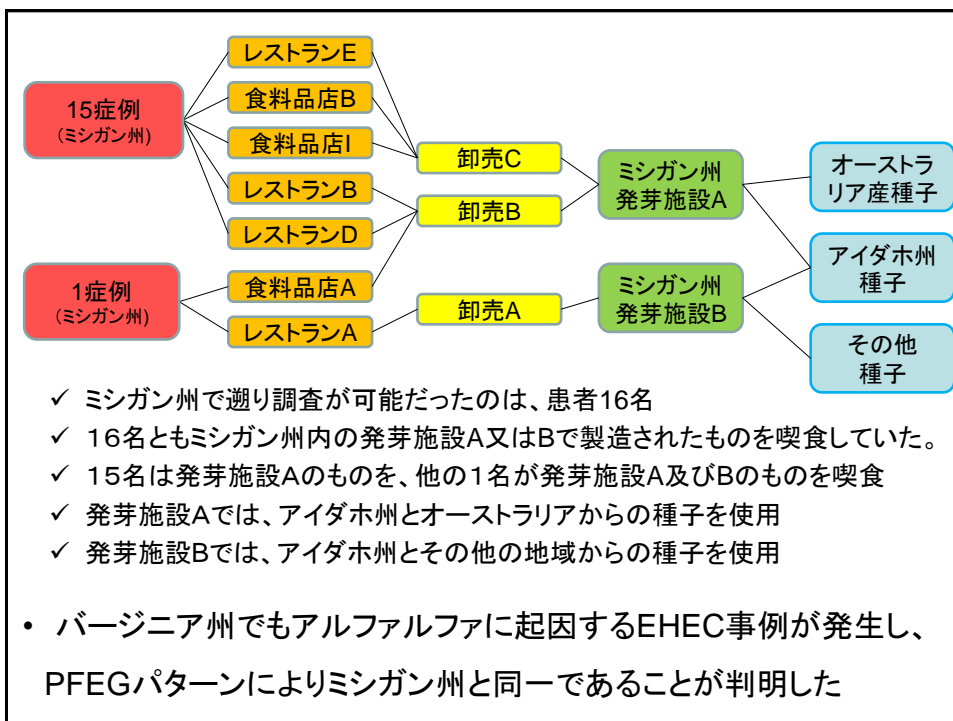 レストランE
食料品店B
食料品店I
レストランB
レストランD
食料品店A
レストランA
15症例
(ミシガン州)
1症例
(ミシガン州)
卸売C
卸売B
卸売A
ミシガン州
発芽施設A
ミシガン州
発芽施設B
オーストラ
リア産種子
アイダホ州
種子
その他
種子
✓ ミシガン州で遡り調査が可能だったのは、患者16名
✓ １６名ともミシガン州内の発芽施設A又はBで製造されたものを喫食していた。
✓ １５名は発芽施設Ａのものを、他の１名が発芽施設Ａ及びＢのものを喫食
✓ 発芽施設Ａでは、アイダホ州とオーストラリアからの種子を使用
✓ 発芽施設Bでは、アイダホ州とその他の地域からの種子を使用
• バージニア州でもアルファルファに起因するEHEC事例が発生し、
PFEGパターンによりミシガン州と同一であることが判明した